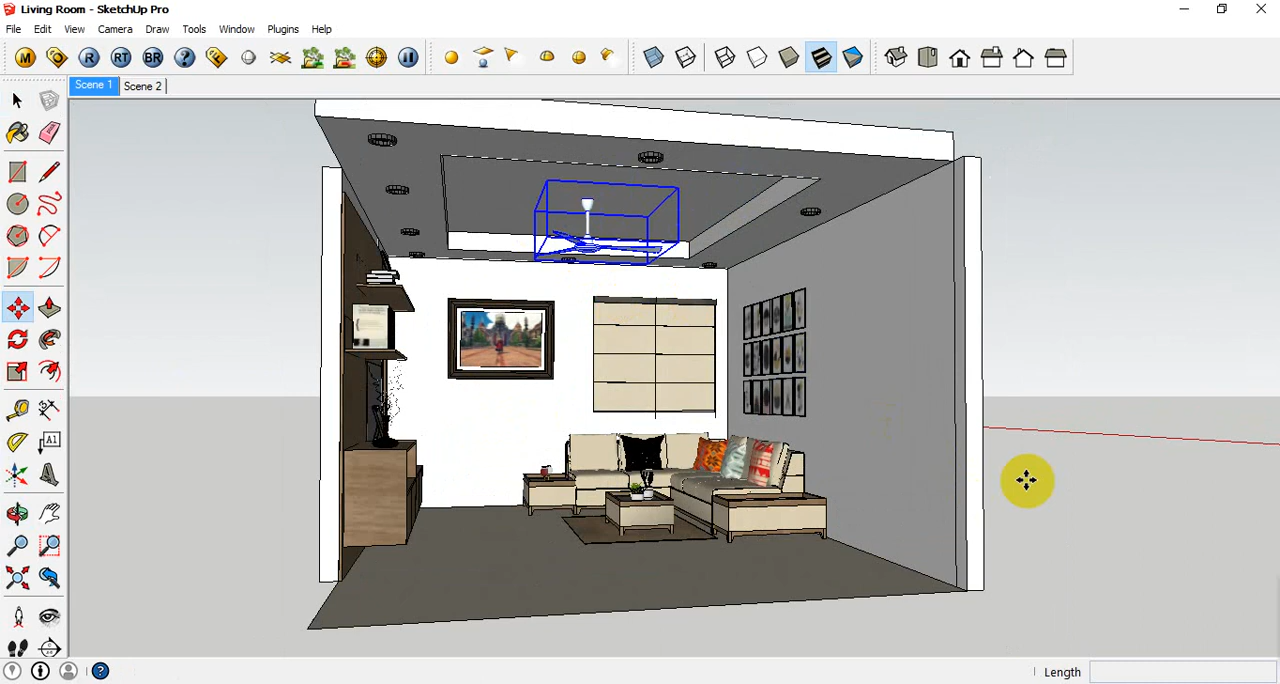 Living Room - SketchUp Pro
File Edit View Camera Draw Tools Window Plugins Help
M O R RT BR ? F
Scene 1 Scene 2
A1
Length